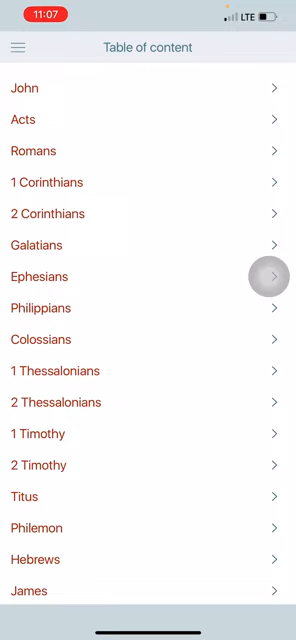 11:07
LTE
Table of content
John
Acts
Romans
1 Corinthians
2 Corinthians
Galatians
Ephesians
Philippians
Colossians
1 Thessalonians
2 Thessalonians
1 Timothy
2 Timothy
Titus
Philemon
Hebrews
James